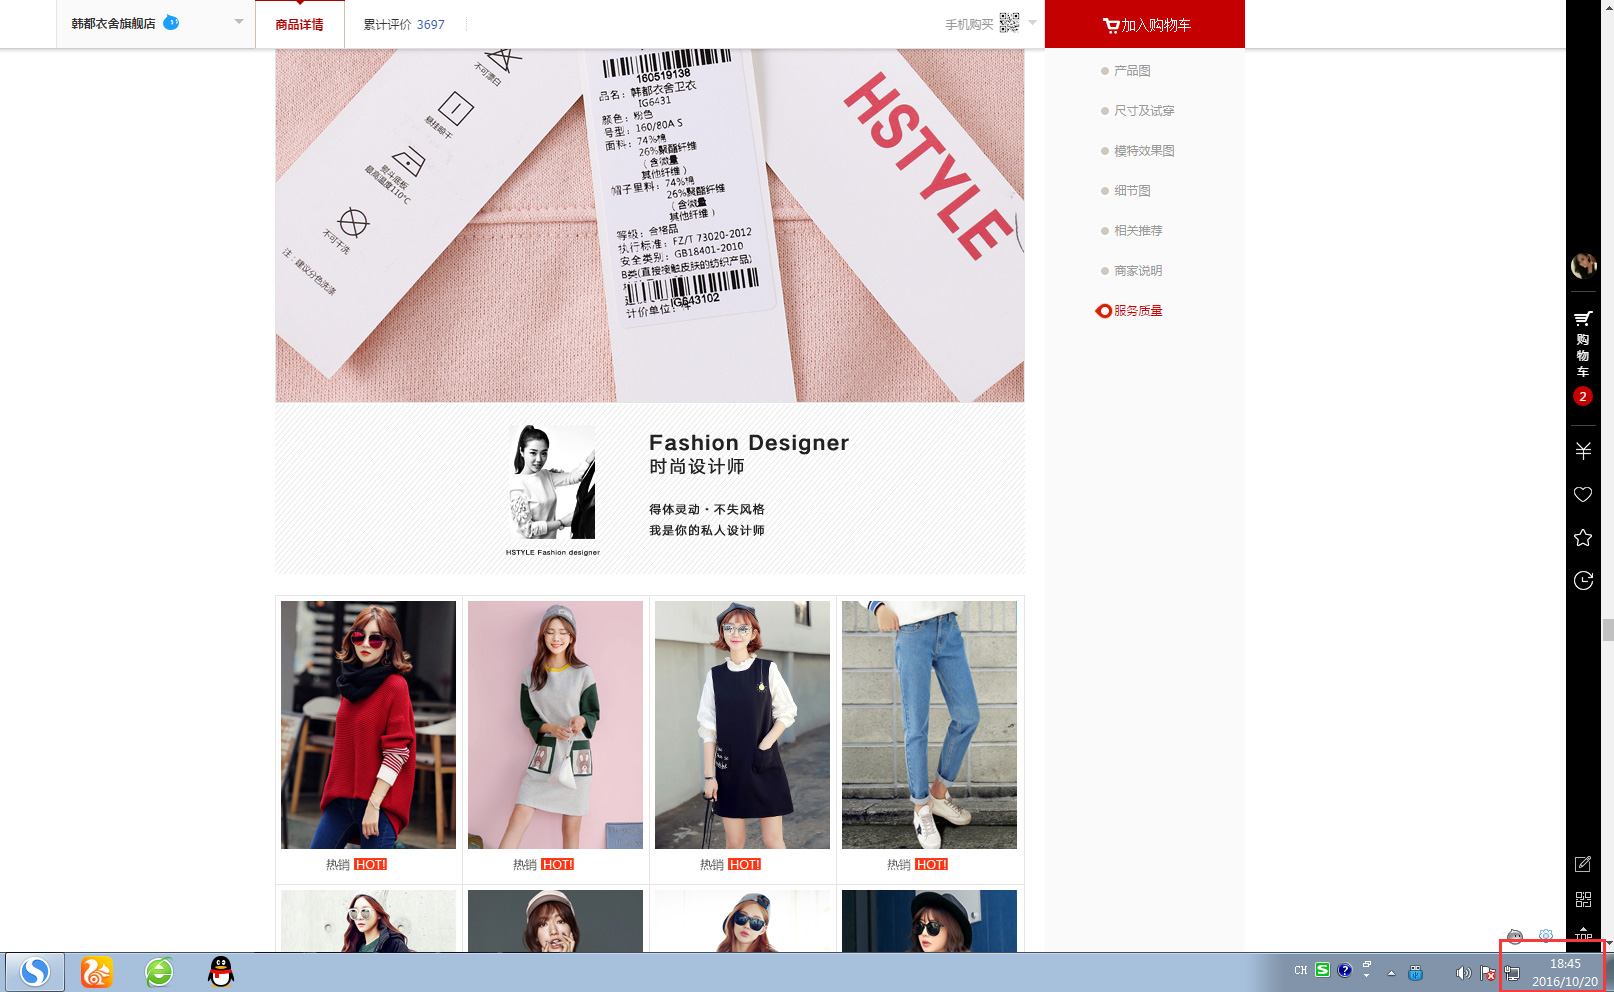 韩都衣舍旗舰店
商品详情
累计评价 3697
手机购买
加入购物车
产品图
尺寸及试穿
模特效果图
细节图
相关推荐
商家说明
服务质量
不可漂白
悬挂晾干
熨斗底板
最高温度110℃
不可干洗
注：建议分色洗涤
160519138
品名：韩都衣舍卫衣
IG6431
颜色：粉色
号型：160/80A S
面料：74%棉
26%聚酯纤维
(含微量
其他纤维)
帽子里料：74%棉
26%聚酯纤维
(含微量
其他纤维)
等级：合格品
执行标准：FZ/T 73020-2012
安全类别：GB18401-2010
B类(直接接触皮肤的纺织产品)
IG643102
计价单位：件
HSTYLE
Fashion Designer
时尚设计师
得体灵动·不失风格
我是你的私人设计师
HSTYLE Fashion designer
热销 HOT!
热销 HOT!
热销 HOT!
热销 HOT!
购
物
车
2
TOP
CH
18:45
2016/10/20